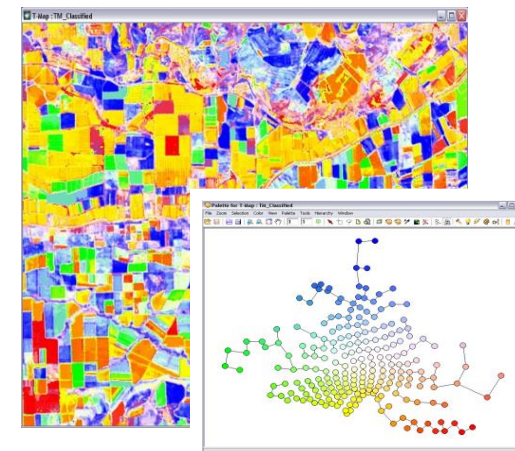 T-Map : TM_Classified
Palette for T-Map : TM_Classified
File Zoom Selection Color View Palette Tools Hierarchy Window